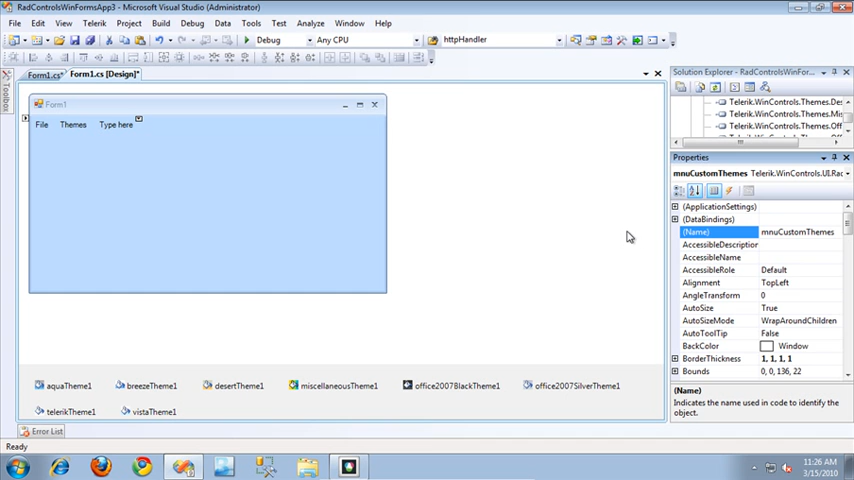 RadControlsWinFormsApp3 - Microsoft Visual Studio (Administrator)
File Edit View Telerik Project Build Debug Data Tools Test Analyze Window Help
Debug Any CPU httpHandler
Form1.cs* Form1.cs [Design]*
Toolbox
Form1
File Themes Type here
Solution Explorer - RadControlsWinFo...
Telerik.WinControls.Themes.Des
Telerik.WinControls.Themes.Mis
Telerik.WinControls.Themes.Off
Properties
mnuCustomThemes Telerik.WinControls.UI.Rac
(ApplicationSettings)
(DataBindings)
(Name) mnuCustomThemes
AccessibleDescription
AccessibleName
AccessibleRole Default
Alignment TopLeft
AngleTransform 0
AutoSize True
AutoSizeMode WrapAroundChildren
AutoToolTip False
BackColor Window
BorderThickness 1, 1, 1, 1
Bounds 0, 0, 136, 22
(Name)
Indicates the name used in code to identify the
object.
aquaTheme1 breezeTheme1 desertTheme1 miscellaneousTheme1 office2007BlackTheme1 office2007SilverTheme1
telerikTheme1 vistaTheme1
Error List
Ready
11:26 AM
3/15/2010